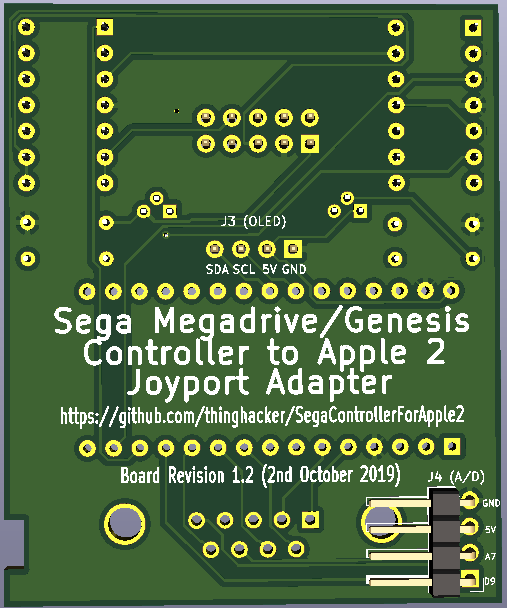 J3 (OLED)
SDA SCL 5V GND
Sega Megadrive/Genesis
Controller to Apple 2
Joyport Adapter
https://github.com/thinghacker/SegaControllerForApple2
Board Revision 1.2 (2nd October 2019)
J4 (A/D)
GND
5V
A7
D9